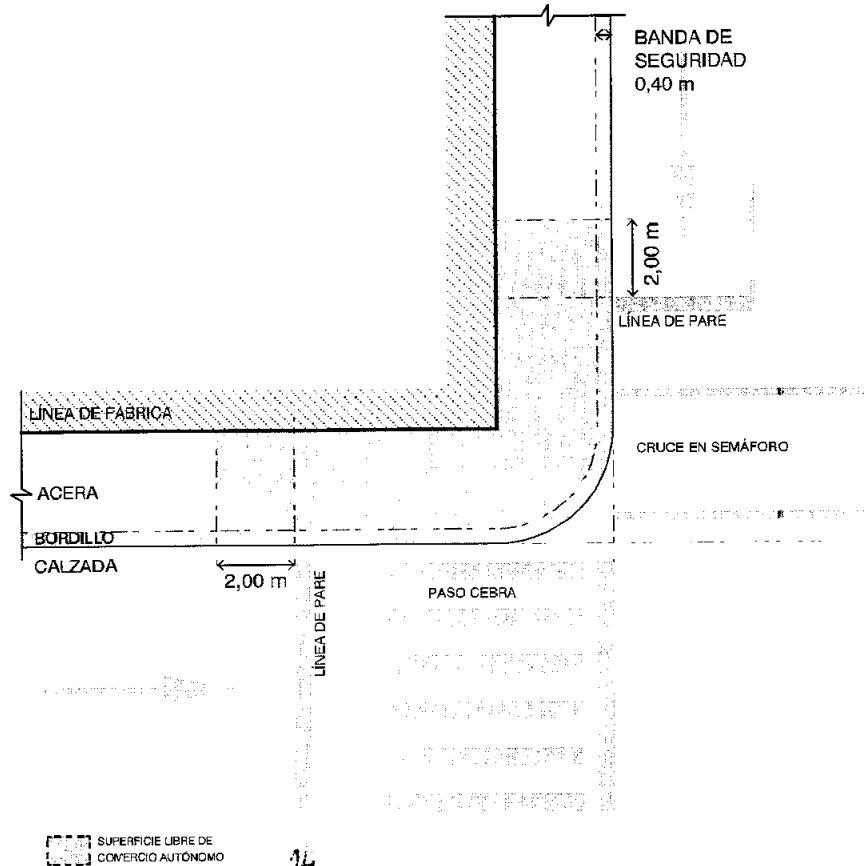 BANDA DE
SEGURIDAD
0,40 m
2,00 m
LÍNEA DE PARE
LÍNEA DE FABRICA
CRUCE EN SEMÁFORO
ACERA
BORDILLO
CALZADA
2,00 m
LÍNEA DE PARE
PASO CEBRA
SUPERFICIE LIBRE DE
COMERCIO AUTÓNOMO